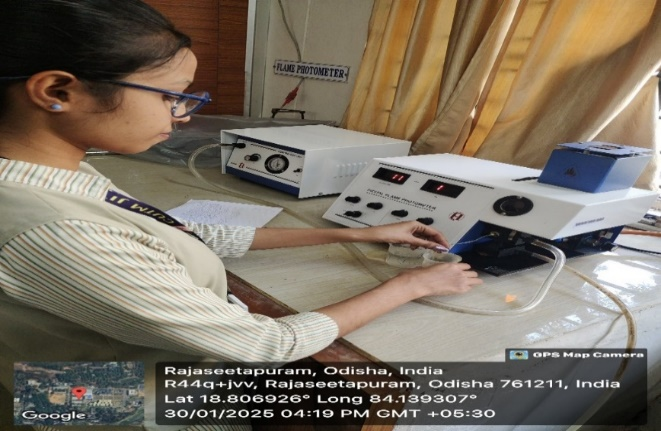 FLAME PHOTOMETER
DIGITAL FLAME PHOTOMETER
GPS Map Camera
Rajaseetapuram, Odisha, India
R44q+jvv, Rajaseetapuram, Odisha 761211, India
Lat 18.806926° Long 84.139307°
30/01/2025 04:19 PM GMT +05:30
Google